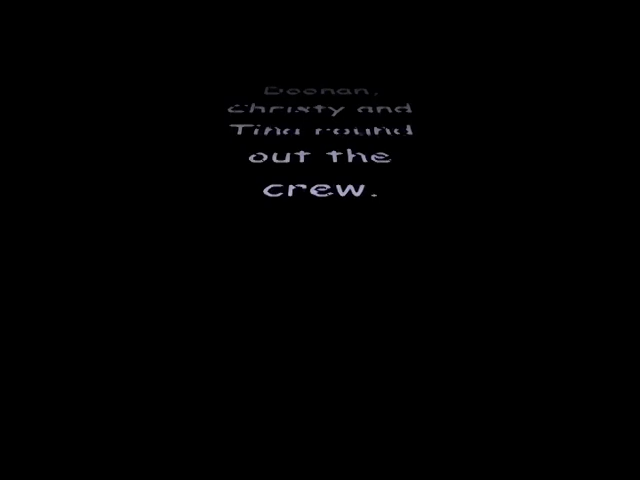 Doonan,
Christy and
Tina round
out the
crew.